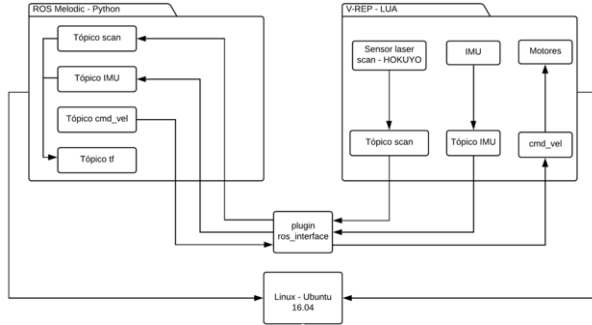 ROS Melodic - Python
Tópico scan
Tópico IMU
Tópico cmd_vel
Tópico tf
V-REP - LUA
Sensor laser
scan - HOKUYO
IMU
Motores
Tópico scan
Tópico IMU
cmd_vel
plugin
ros_interface
Linux - Ubuntu
16.04